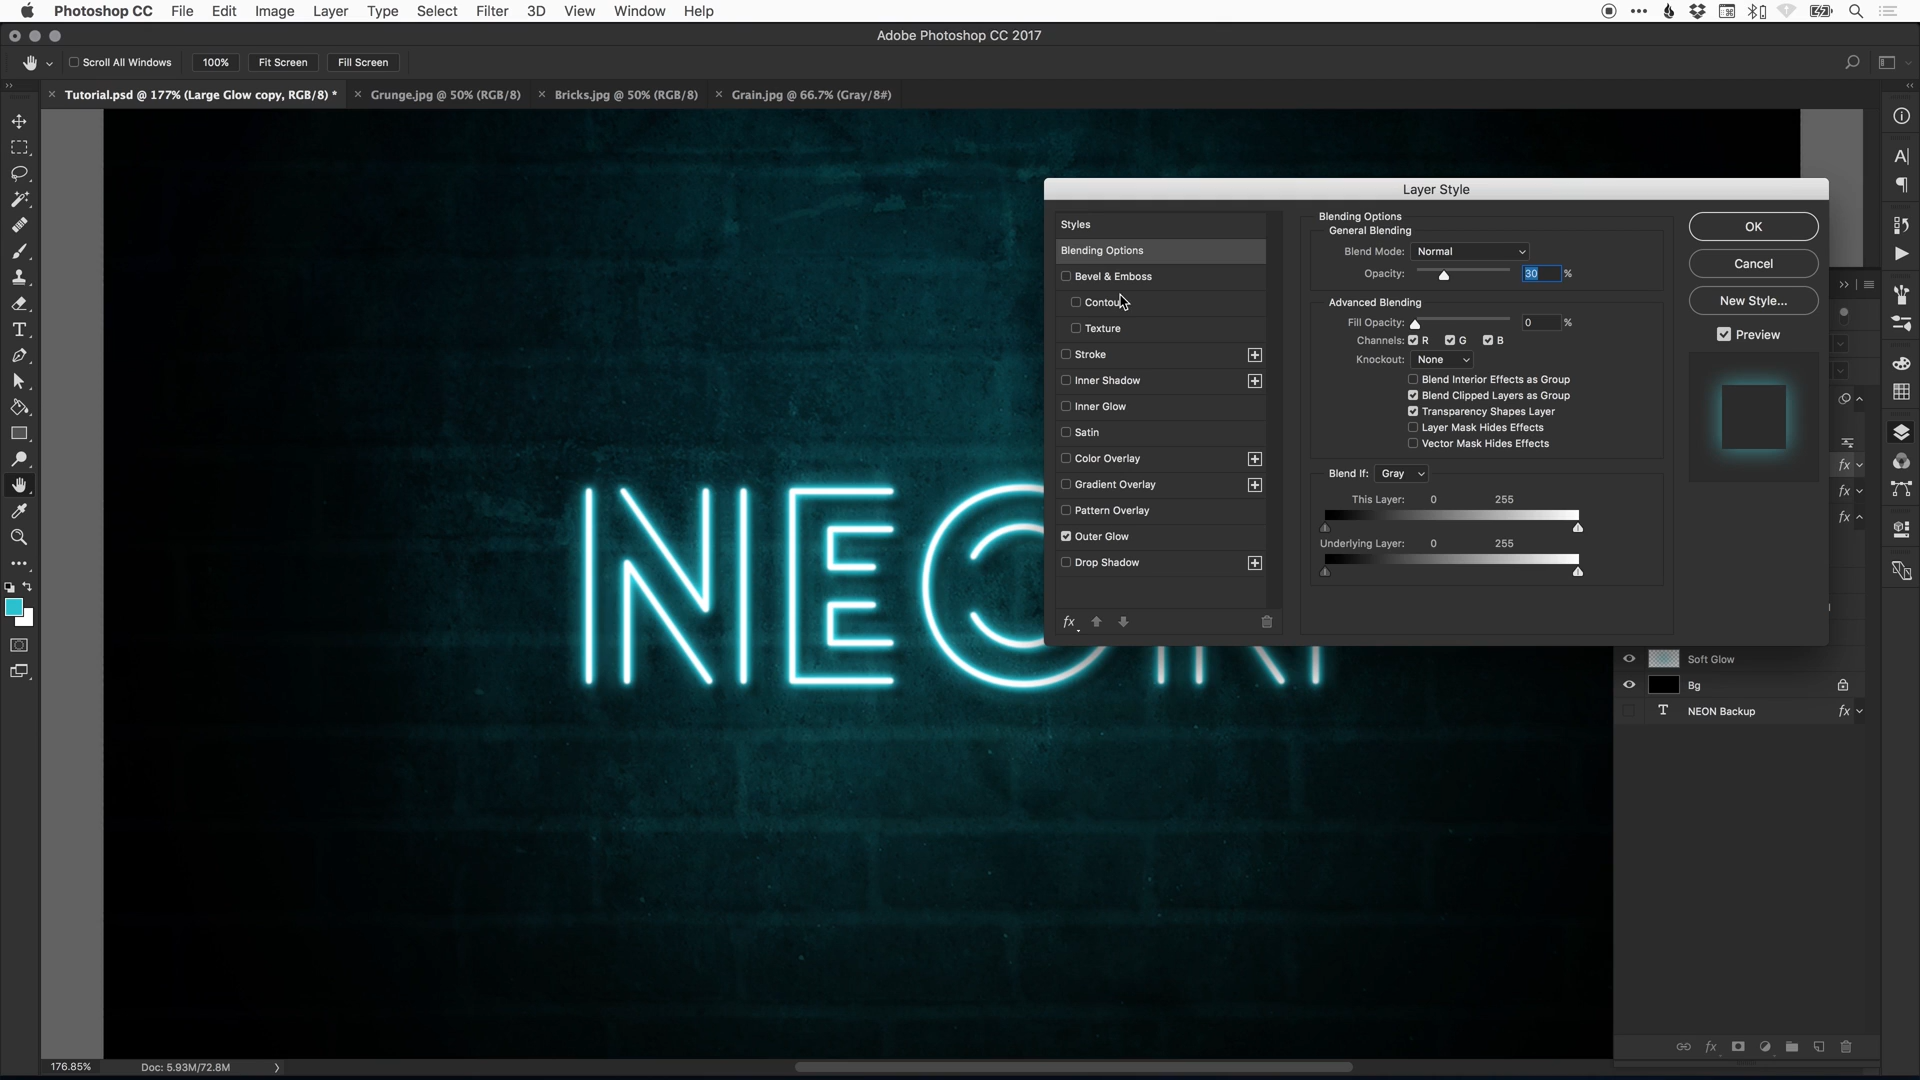 Photoshop CC File Edit Image Layer Type Select Filter 3D View Window Help
Adobe Photoshop CC 2017
Scroll All Windows 100% Fit Screen Fill Screen
Tutorial.psd @ 177% (Large Glow copy, RGB/8) * Grunge.jpg @ 50% (RGB/8) Bricks.jpg @ 50% (RGB/8) Grain.jpg @ 66.7% (Gray/8#)
Layer Style
Styles
Blending Options
Bevel & Emboss
Contour
Texture
Stroke
Inner Shadow
Inner Glow
Satin
Color Overlay
Gradient Overlay
Pattern Overlay
Outer Glow
Drop Shadow
fx
Blending Options
General Blending
Blend Mode: Normal
Opacity: 30 %
Advanced Blending
Fill Opacity: 0 %
Channels: R G B
Knockout: None
Blend Interior Effects as Group
Blend Clipped Layers as Group
Transparency Shapes Layer
Layer Mask Hides Effects
Vector Mask Hides Effects
Blend If: Gray
This Layer: 0 255
Underlying Layer: 0 255
OK
Cancel
New Style...
Preview
fx
fx
fx
NEON
Soft Glow
Bg
T NEON Backup fx
fx
176.85% Doc: 5.93M/72.8M